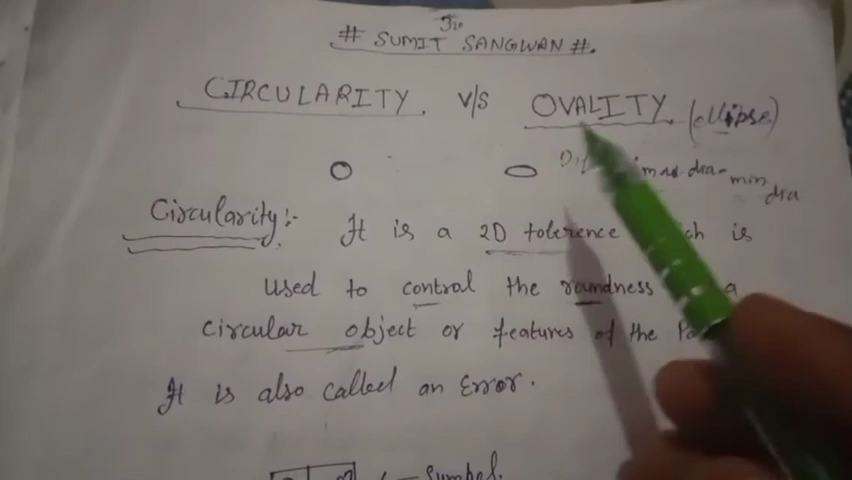 # SUMIT SANGWAN #.
CIRCULARITY. V/S OVALITY. (ellipse)
max dia - min dia
Circularity:- It is a 2D tolerence is
used to control the roundness a
circular object or features of the
It is also called an Error.
Symbol.